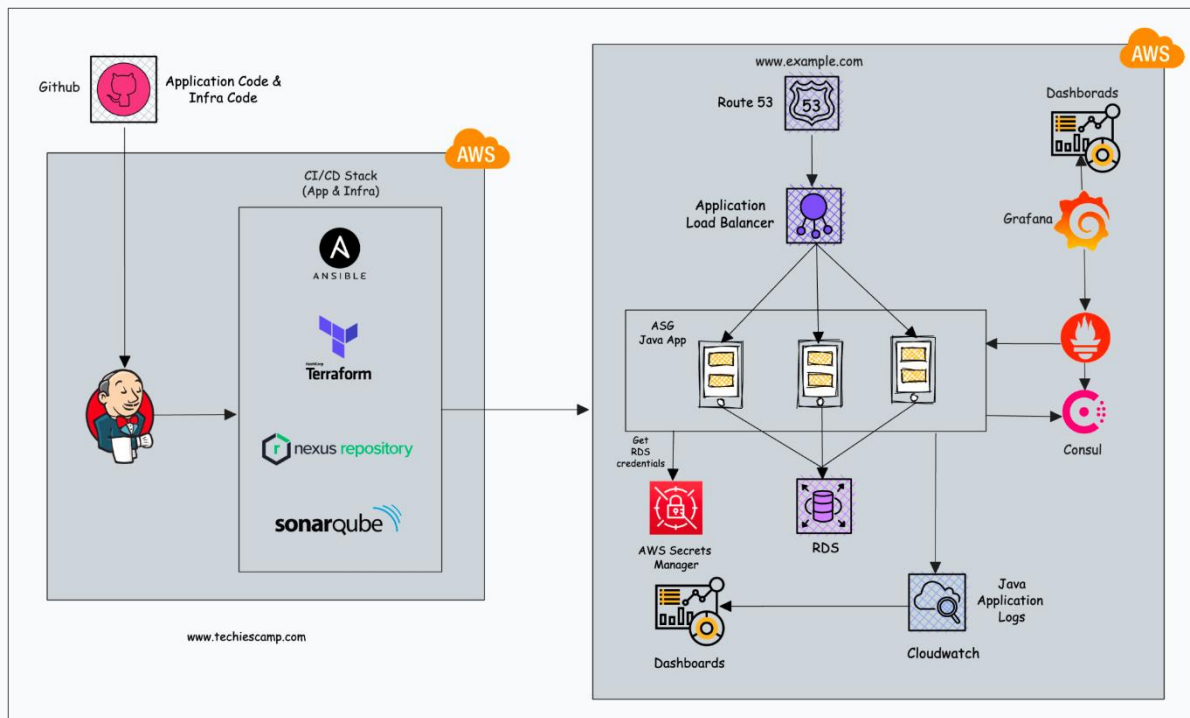 Github
Application Code &
Infra Code
AWS
CI/CD Stack
(App & Infra)
A
ANSIBLE
HashiCorp
Terraform
r
nexus repository
sonarqube
www.techiescamp.com
AWS
www.example.com
Route 53
53
Dashborads
Application
Load Balancer
Grafana
ASG
Java App
Get
RDS
credentials
Consul
AWS Secrets
Manager
RDS
Dashboards
Java
Application
Logs
Cloudwatch